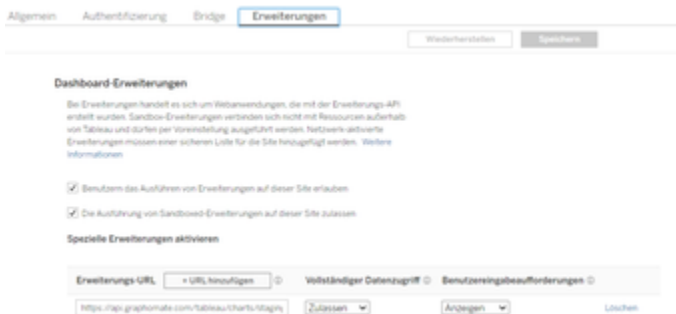 Allgemein Authentifizierung Bridge Erweiterungen
Wiederherstellen Speichern
Dashboard-Erweiterungen
Bei Erweiterungen handelt es sich um Webanwendungen, die mit der Erweiterungs-API
erstellt wurden. Sandbox-Erweiterungen verbinden sich nicht mit Ressourcen außerhalb
von Tableau und dürfen per Voreinstellung ausgeführt werden. Netzwerk-aktivierte
Erweiterungen müssen einer sicheren Liste für die Site hinzugefügt werden. Weitere
Informationen
Benutzern das Ausführen von Erweiterungen auf dieser Site erlauben
Die Ausführung von Sandboxed-Erweiterungen auf dieser Site zulassen
Spezielle Erweiterungen aktivieren
Erweiterungs-URL + URL hinzufügen Vollständiger Datenzugriff Benutzereingabeaufforderungen
https://api.graphomate.com/tableau/charts/staging Zulassen Anzeigen Löschen